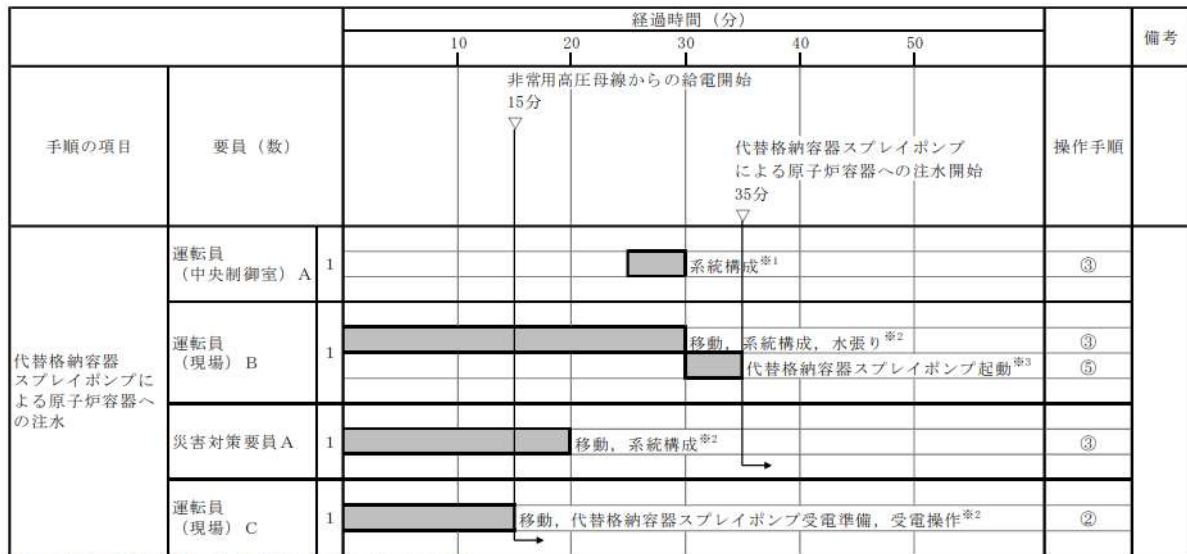 経過時間（分）
備考
10 20 30 40 50
手順の項目
要員（数）
操作手順
非常用高圧母線からの給電開始
15分
▽
代替格納容器スプレイポンプ
による原子炉容器への注水開始
35分
▽
代替格納容器
スプレイポンプに
よる原子炉容器へ
の注水
運転員
（中央制御室）A
1
系統構成※1
③
運転員
（現場）B
1
移動，系統構成，水張り※2
③
代替格納容器スプレイポンプ起動※3
⑤
災害対策要員A
1
移動，系統構成※2
③
運転員
（現場）C
1
移動，代替格納容器スプレイポンプ受電準備，受電操作※2
②